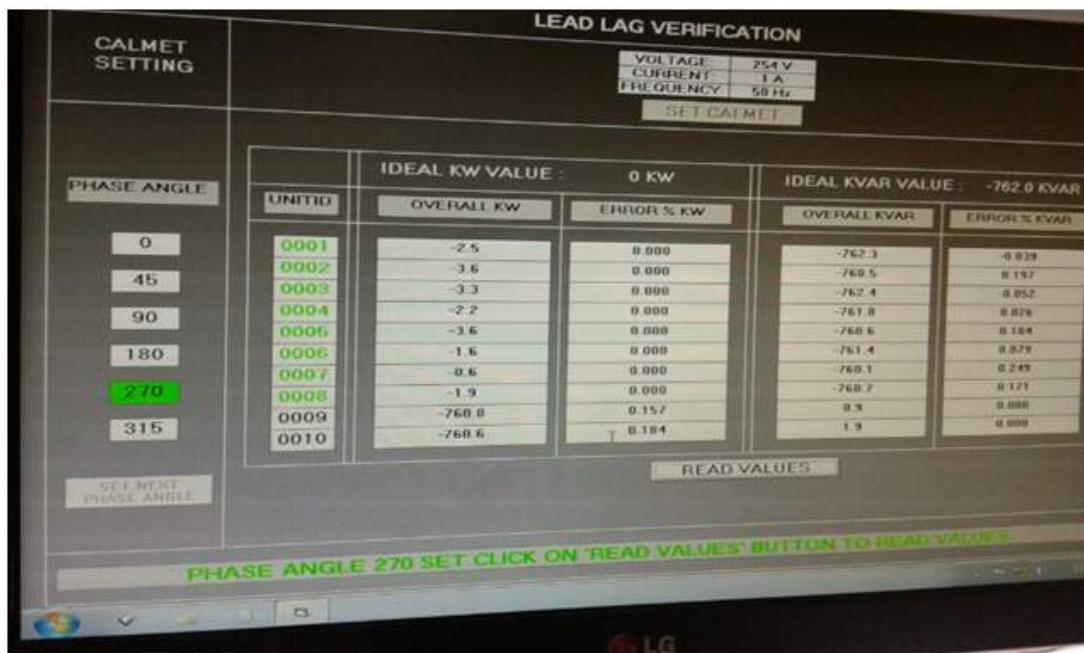 LEAD LAG VERIFICATION
CALMET
SETTING
VOLTAGE: 254 V
CURRENT: 1 A
FREQUENCY 50 Hz
SET CALMET
PHASE ANGLE
IDEAL KW VALUE : 0 KW IDEAL KVAR VALUE : -762.0 KVAR
UNITID OVERALL KW ERROR % KW OVERALL KVAR ERROR % KVAR
0 0001 -2.5 0.000 -762.3 -0.039
0002 -3.6 0.000 -760.5 0.197
45 0003 -3.3 0.000 -762.4 -0.052
0004 -2.2 0.000 -761.8 0.026
90 0005 -3.6 0.000 -760.6 0.184
180 0006 -1.6 0.000 -761.4 0.079
0007 -0.6 0.000 -760.1 0.249
270 0008 -1.9 0.000 -760.7 0.171
0009 -760.8 0.157 0.9 0.000
315 0010 -760.6 0.184 1.9 0.000
READ VALUES
SET NEXT
PHASE ANGLE
PHASE ANGLE 270 SET CLICK ON 'READ VALUES' BUTTON TO READ VALUES
LG